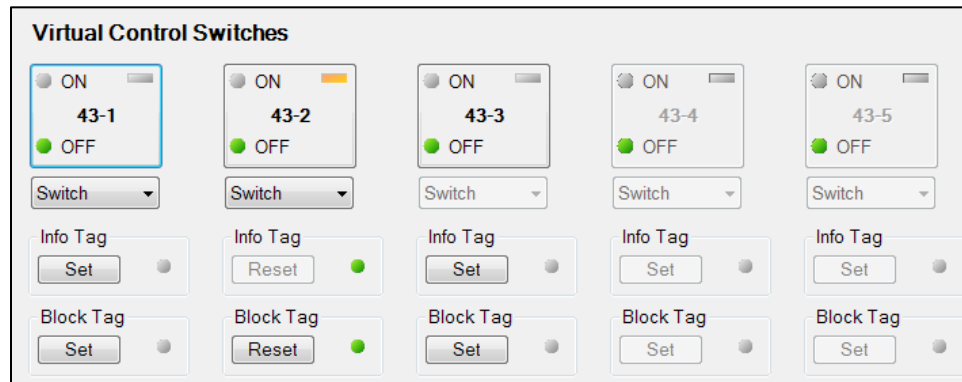 Virtual Control Switches
ON ON ON ON ON
43-1 43-2 43-3 43-4 43-5
OFF OFF OFF OFF OFF
Switch Switch Switch Switch Switch
Info Tag Info Tag Info Tag Info Tag Info Tag
Set Reset Set Set Set
Block Tag Block Tag Block Tag Block Tag Block Tag
Set Reset Set Set Set